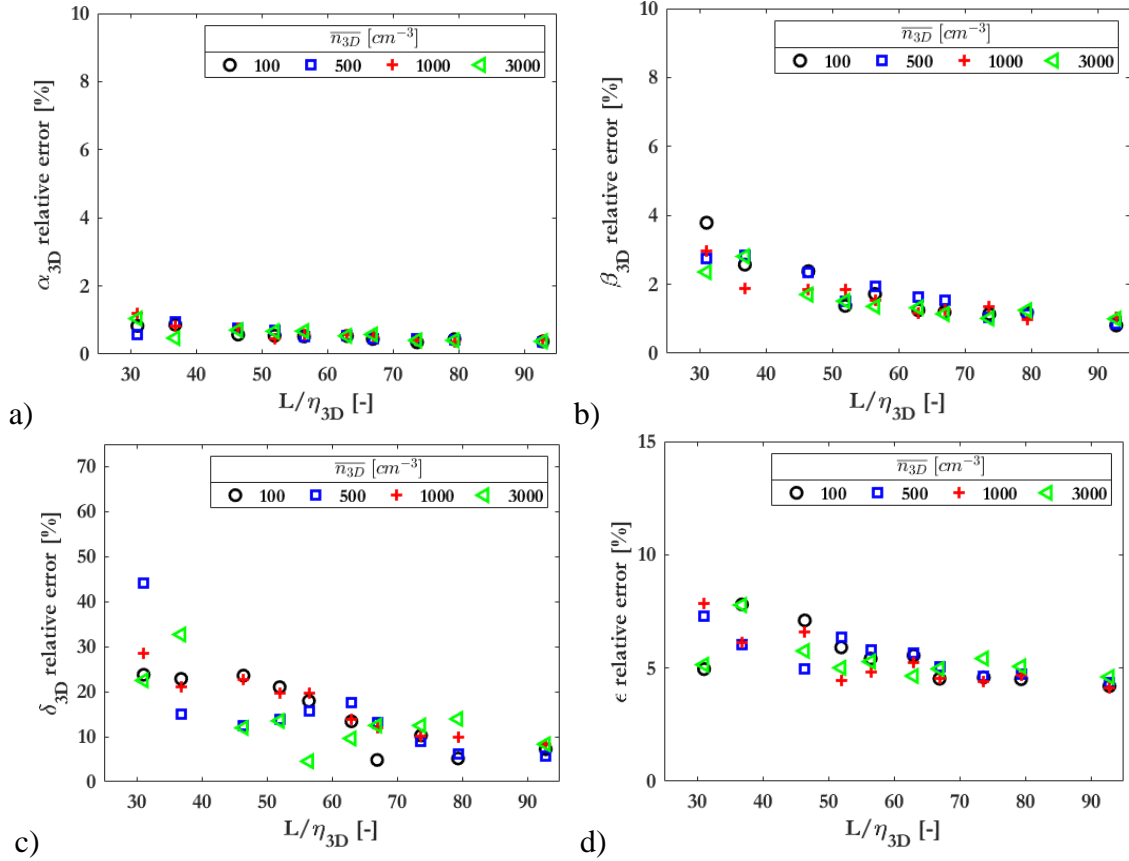 10
8
6
4
2
0
α3D relative error [%]
n3D [cm−3]
100 500 1000 3000
30 40 50 60 70 80 90
L/η3D [-]
a)
10
8
6
4
2
0
β3D relative error [%]
n3D [cm−3]
100 500 1000 3000
30 40 50 60 70 80 90
L/η3D [-]
b)
70
60
50
40
30
20
10
0
δ3D relative error [%]
n3D [cm−3]
100 500 1000 3000
30 40 50 60 70 80 90
L/η3D [-]
c)
15
10
5
0
ϵ relative error [%]
n3D [cm−3]
100 500 1000 3000
30 40 50 60 70 80 90
L/η3D [-]
d)